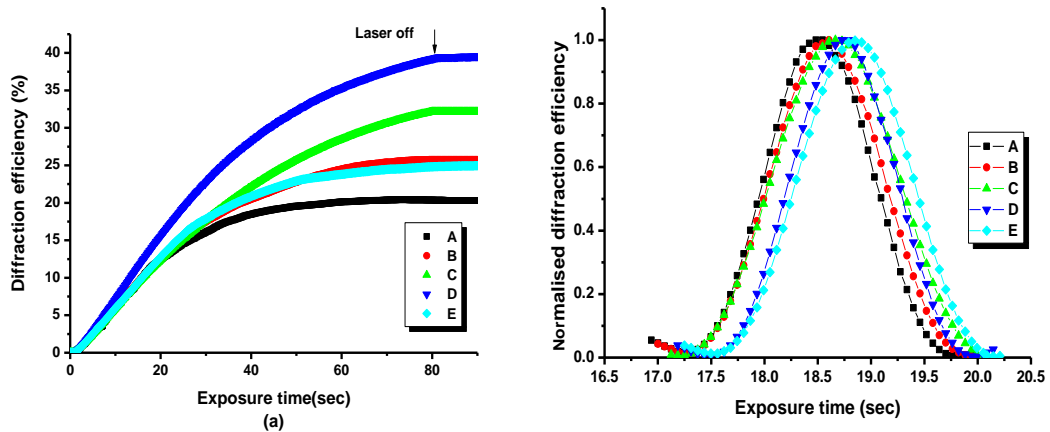 Diffraction efficiency (%)
40
35
30
25
20
15
10
5
0
Laser off
A
B
C
D
E
0 20 40 60 80
Exposure time(sec)
(a)
Normalised diffraction efficiency
1.0
0.8
0.6
0.4
0.2
0.0
A
B
C
D
E
16.5 17.0 17.5 18.0 18.5 19.0 19.5 20.0 20.5
Exposure time (sec)